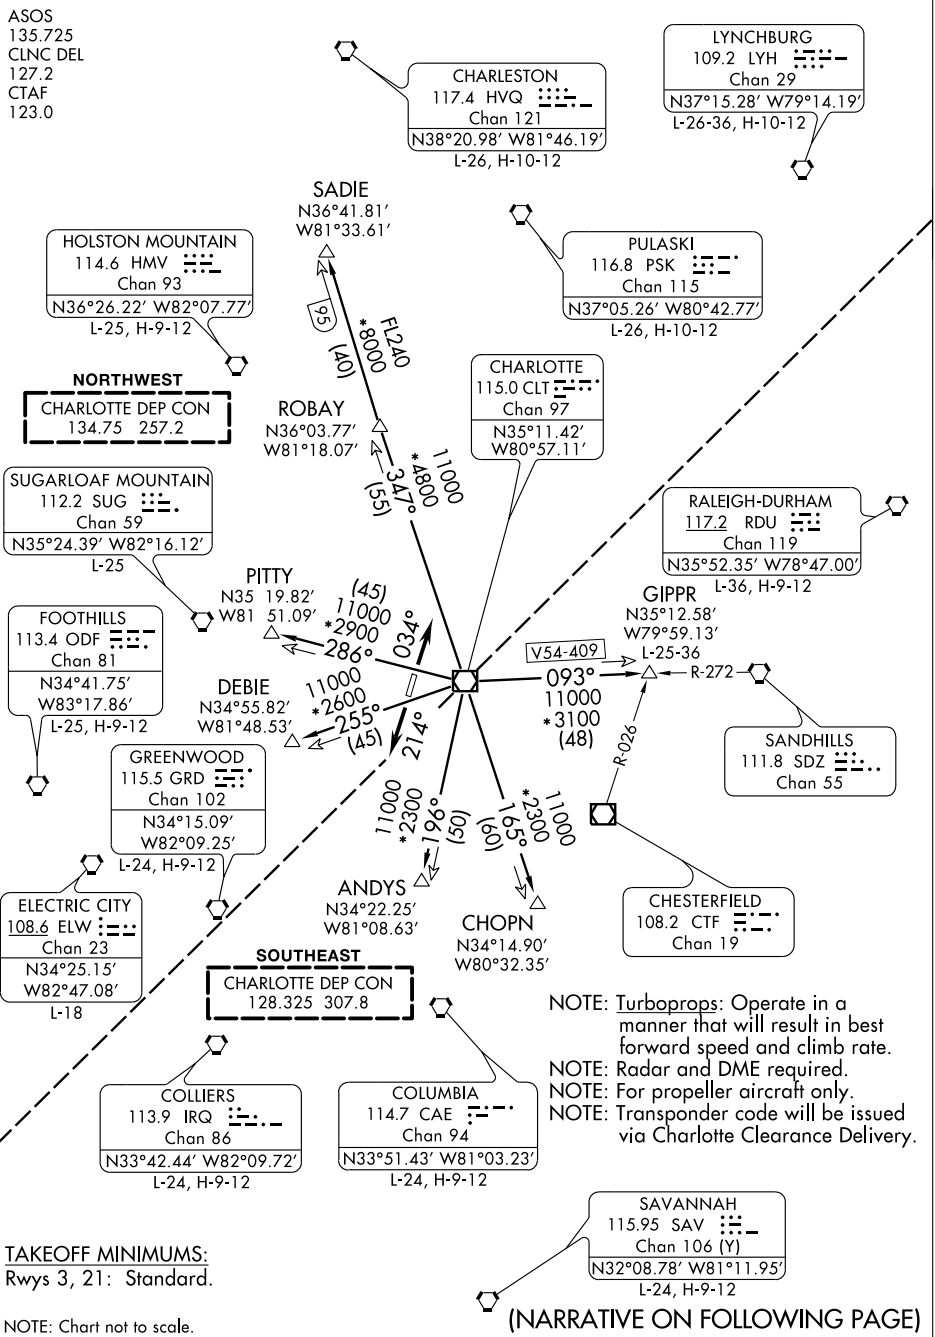 ASOS
135.725
CLNC DEL
127.2
CTAF
123.0
CHARLESTON
117.4 HVQ
Chan 121
N38°20.98′ W81°46.19′
L-26, H-10-12
LYNCHBURG
109.2 LYH
Chan 29
N37°15.28′ W79°14.19′
L-26-36, H-10-12
SADIE
N36°41.81′
W81°33.61′
HOLSTON MOUNTAIN
114.6 HMV
Chan 93
N36°26.22′ W82°07.77′
L-25, H-9-12
PULASKI
116.8 PSK
Chan 115
N37°05.26′ W80°42.77′
L-26, H-10-12
95
FL240
*8000
(40)
NORTHWEST
CHARLOTTE DEP CON
134.75 257.2
ROBAY
N36°03.77′
W81°18.07′
CHARLOTTE
115.0 CLT
Chan 97
N35°11.42′
W80°57.11′
11000
*4800
347°
(55)
SUGARLOAF MOUNTAIN
112.2 SUG
Chan 59
N35°24.39′ W82°16.12′
L-25
RALEIGH-DURHAM
117.2 RDU
Chan 119
N35°52.35′ W78°47.00′
L-36, H-9-12
PITTY
N35 19.82′
W81 51.09′
(45)
11000
*2900
286°
034°
GIPPR
N35°12.58′
W79°59.13′
L-25-36
FOOTHILLS
113.4 ODF
Chan 81
N34°41.75′
W83°17.86′
L-25, H-9-12
V54-409
093°
11000
*3100
(48)
R-272
R-026
DEBIE
N34°55.82′
W81°48.53′
11000
*2600
255°
(45)
214°
SANDHILLS
111.8 SDZ
Chan 55
GREENWOOD
115.5 GRD
Chan 102
N34°15.09′
W82°09.25′
L-24, H-9-12
11000
*2300
196°
(50)
11000
*2300
165°
(60)
ANDYS
N34°22.25′
W81°08.63′
CHOPN
N34°14.90′
W80°32.35′
ELECTRIC CITY
108.6 ELW
Chan 23
N34°25.15′
W82°47.08′
L-18
CHESTERFIELD
108.2 CTF
Chan 19
SOUTHEAST
CHARLOTTE DEP CON
128.325 307.8
NOTE: Turboprops: Operate in a
manner that will result in best
forward speed and climb rate.
NOTE: Radar and DME required.
NOTE: For propeller aircraft only.
NOTE: Transponder code will be issued
via Charlotte Clearance Delivery.
COLLIERS
113.9 IRQ
Chan 86
N33°42.44′ W82°09.72′
L-24, H-9-12
COLUMBIA
114.7 CAE
Chan 94
N33°51.43′ W81°03.23′
L-24, H-9-12
SAVANNAH
115.95 SAV
Chan 106 (Y)
N32°08.78′ W81°11.95′
L-24, H-9-12
TAKEOFF MINIMUMS:
Rwys 3, 21: Standard.
NOTE: Chart not to scale.
(NARRATIVE ON FOLLOWING PAGE)